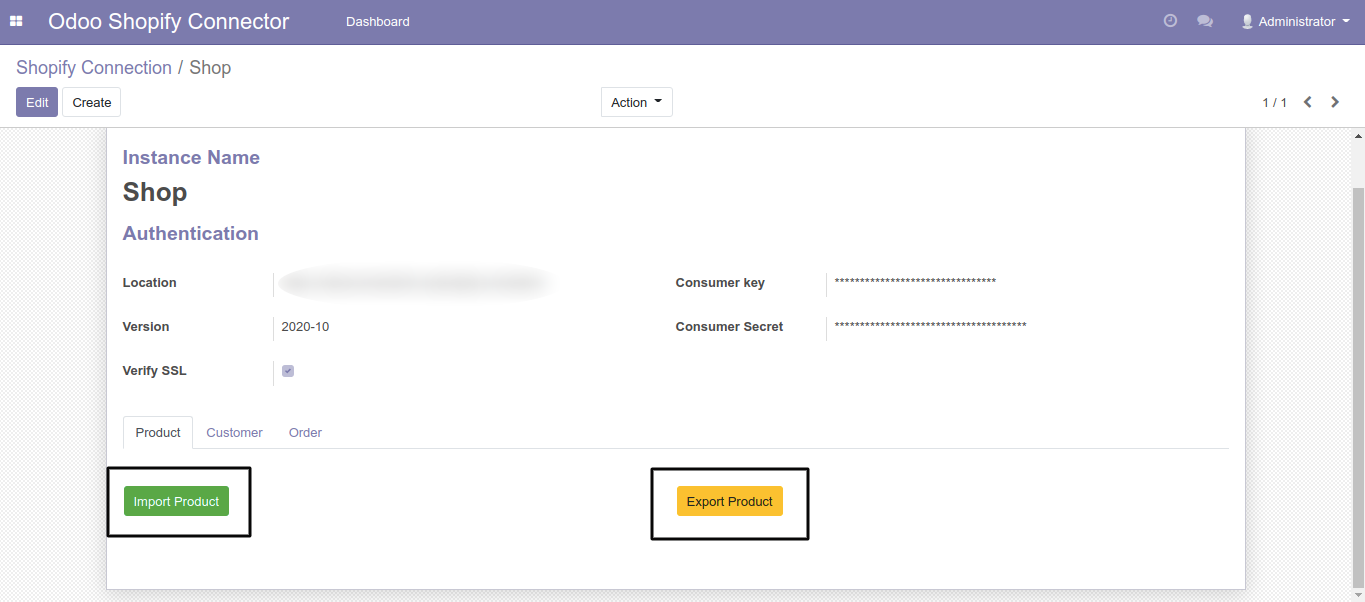 Odoo Shopify Connector Dashboard Administrator
Shopify Connection / Shop
Edit Create Action 1 / 1
Instance Name
Shop
Authentication
Location Consumer key *********************************
Version 2020-10 Consumer Secret ***************************************
Verify SSL
Product Customer Order
Import Product Export Product